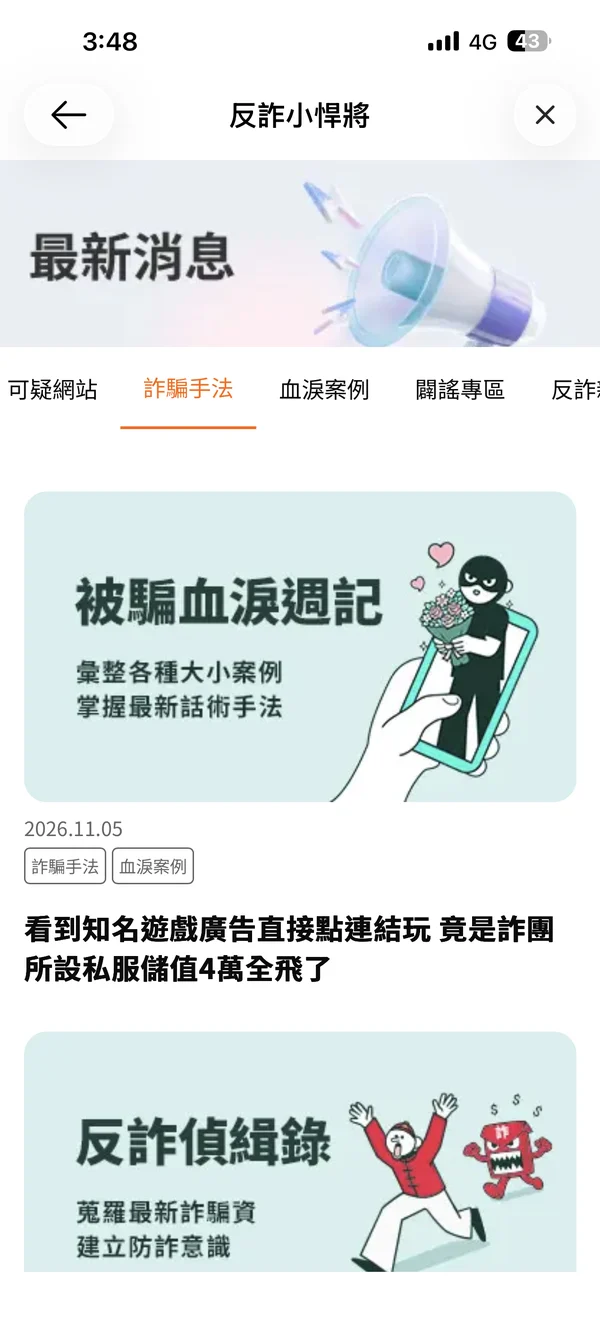 3:48
4G
43
反詐小悍將
最新消息
可疑網站
詐騙手法
血淚案例
闢謠專區
反詐
被騙血淚週記
彙整各種大小案例
掌握最新話術手法
2026.11.05
詐騙手法
血淚案例
看到知名遊戲廣告直接點連結玩 竟是詐團
所設私服儲值4萬全飛了
反詐偵緝錄
詐
$ $ $
蒐羅最新詐騙資
建立防詐意識